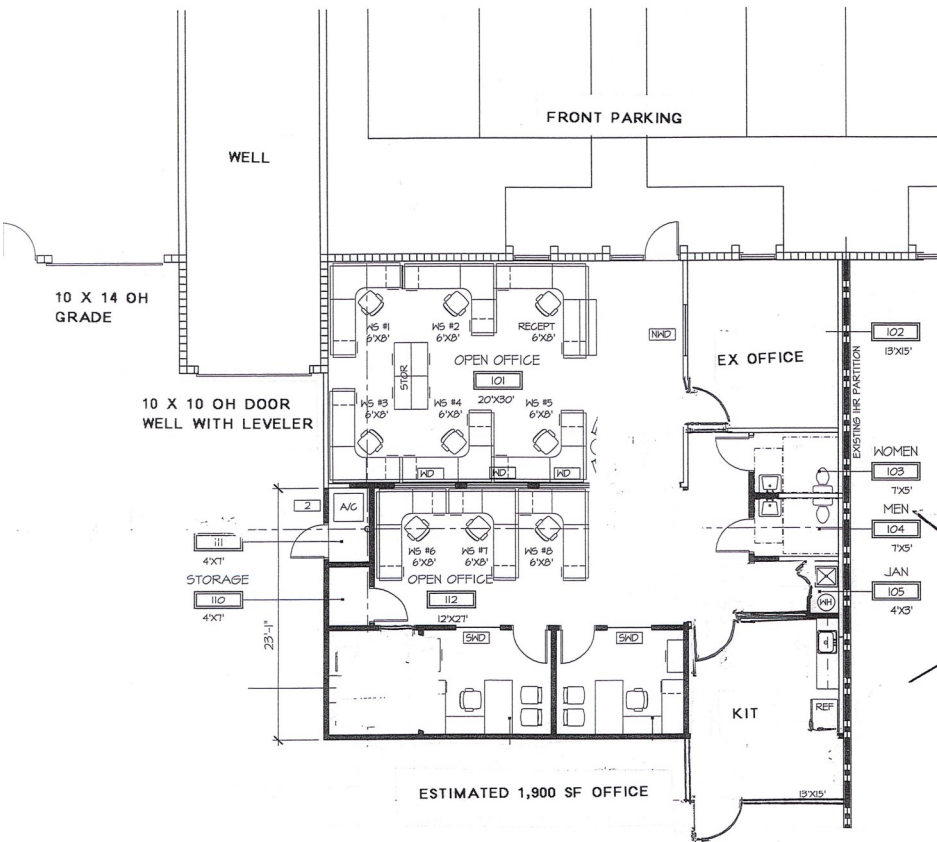 FRONT PARKING
WELL
10 X 14 OH
GRADE
10 X 10 OH DOOR
WELL WITH LEVELER
WS #1
6'X8'
WS #2
6'X8'
RECEPT
6'X8'
OPEN OFFICE
101
20'X30'
STOR
WS #3
6'X8'
WS #4
6'X8'
WS #5
6'X8'
WD
WD
WD
NWD
EX OFFICE
102
13'X15'
EXISTING 1HR PARTITION
WOMEN
103
7'X5'
MEN
104
7'X5'
JAN
105
4'X3'
WH
2
A/C
111
4'X7'
STORAGE
110
4'X7'
23'-1"
WS #6
6'X8'
WS #7
6'X8'
WS #8
6'X8'
OPEN OFFICE
112
12'X27'
SWD
SWD
KIT
REF
13'X15'
ESTIMATED 1,900 SF OFFICE